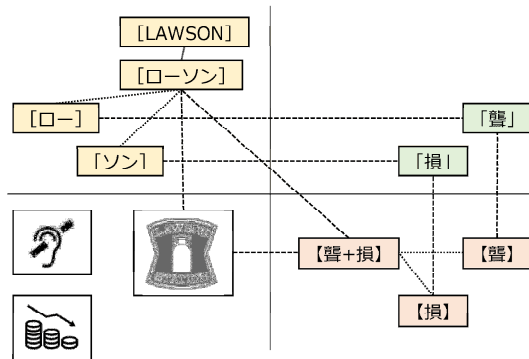 ［LAWSON］
［ローソン］
［ロー］
「聾」
「ソン］
「損｜
【聾+損】
【聾】
【損】